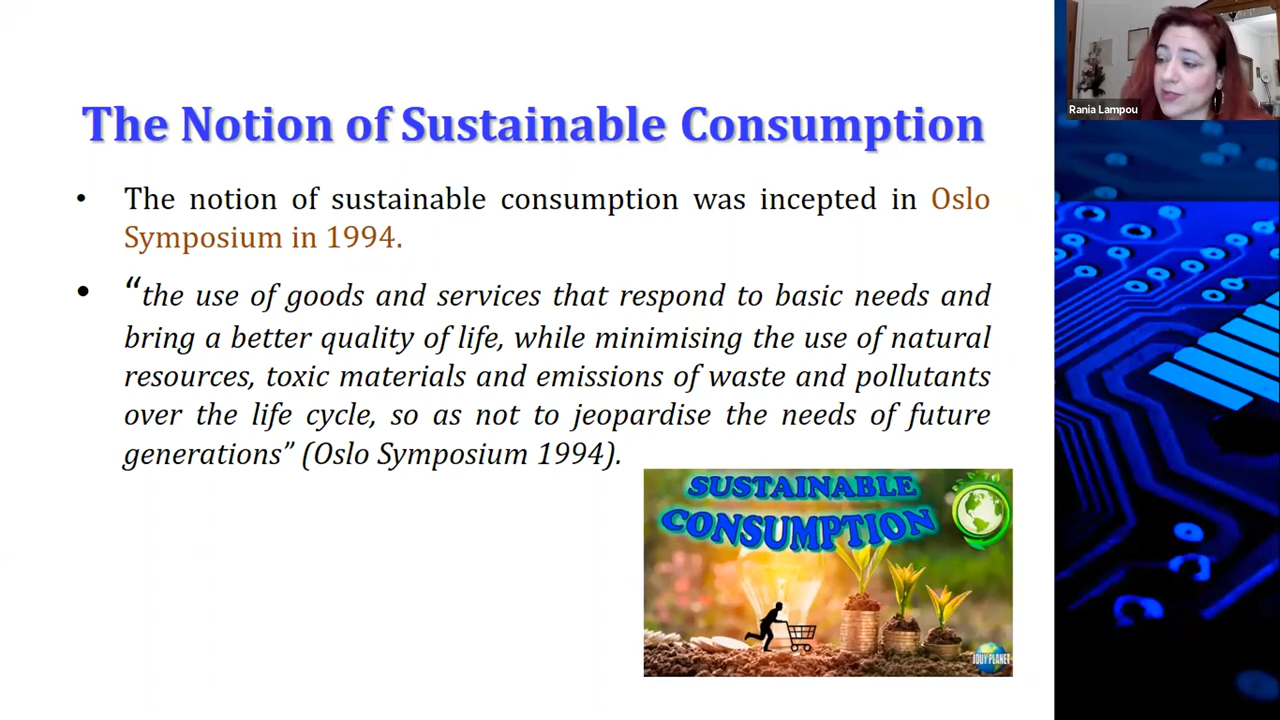 The Notion of Sustainable Consumption
• The notion of sustainable consumption was incepted in Oslo
Symposium in 1994.
• “the use of goods and services that respond to basic needs and
bring a better quality of life, while minimising the use of natural
resources, toxic materials and emissions of waste and pollutants
over the life cycle, so as not to jeopardise the needs of future
generations” (Oslo Symposium 1994).
SUSTAINABLE
CONSUMPTION
Rania Lampou